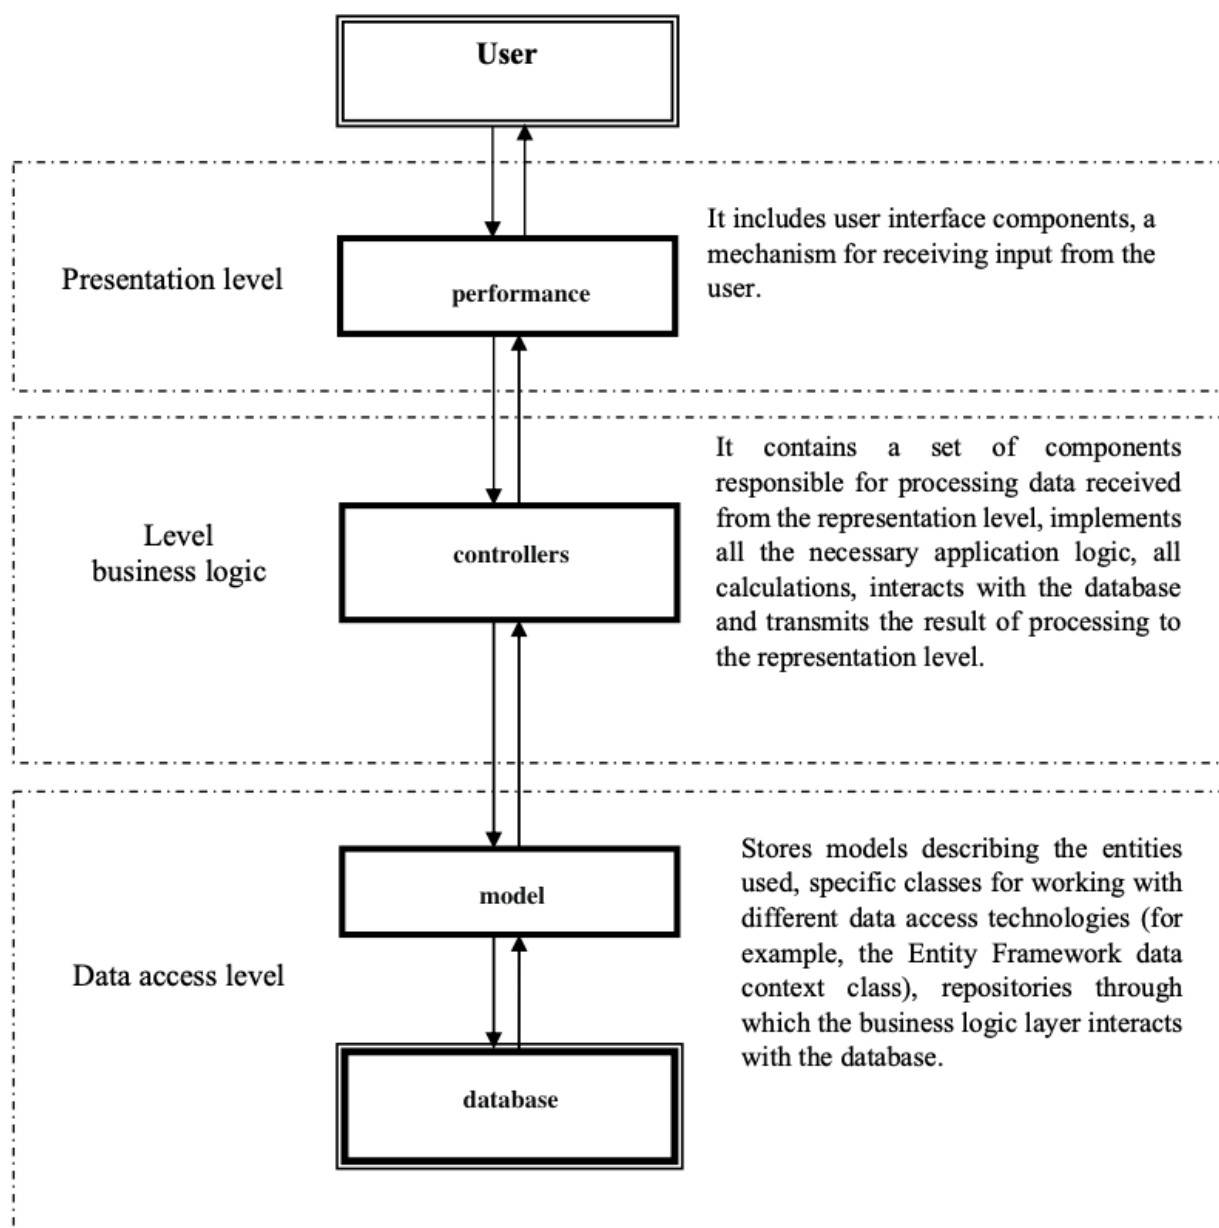 User
Presentation level
performance
It includes user interface components, a
mechanism for receiving input from the
user.
Level
business logic
controllers
It contains a set of components
responsible for processing data received
from the representation level, implements
all the necessary application logic, all
calculations, interacts with the database
and transmits the result of processing to
the representation level.
Data access level
model
database
Stores models describing the entities
used, specific classes for working with
different data access technologies (for
example, the Entity Framework data
context class), repositories through
which the business logic layer interacts
with the database.